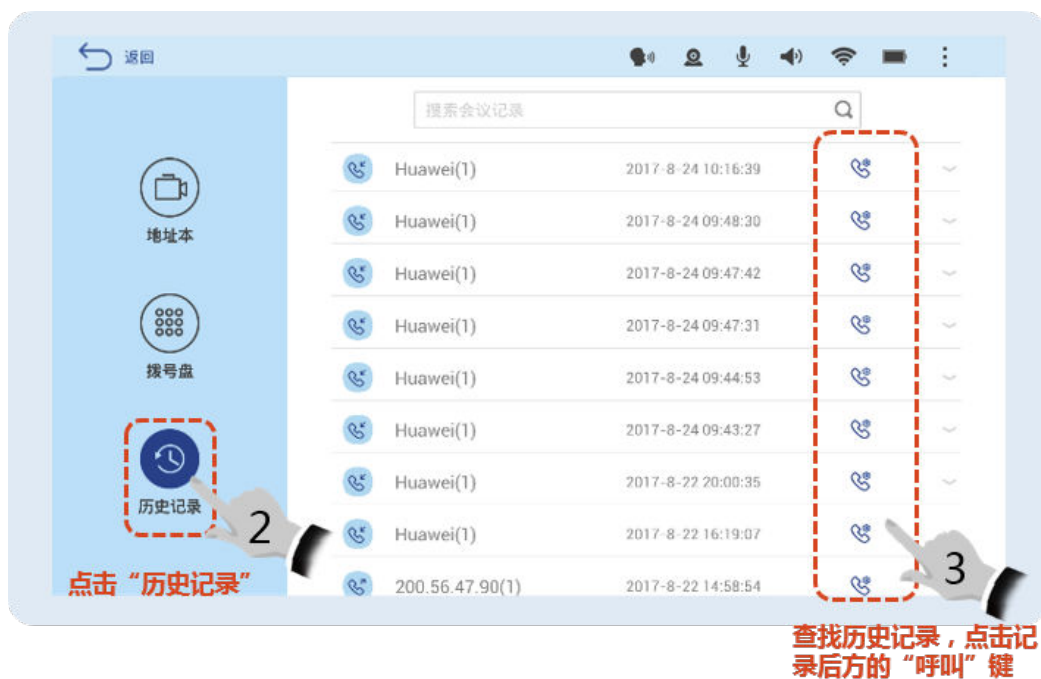 返回
搜索会议记录
Huawei(1) 2017-8-24 10:16:39
Huawei(1) 2017-8-24 09:48:30
地址本
Huawei(1) 2017-8-24 09:47:42
Huawei(1) 2017-8-24 09:47:31
拨号盘
Huawei(1) 2017-8-24 09:44:53
Huawei(1) 2017-8-24 09:43:27
Huawei(1) 2017-8-22 20:00:35
历史记录
2
Huawei(1) 2017-8-22 16:19:07
3
点击“历史记录”
200.56.47.90(1) 2017-8-22 14:58:54
查找历史记录，点击记
录后方的“呼叫”键